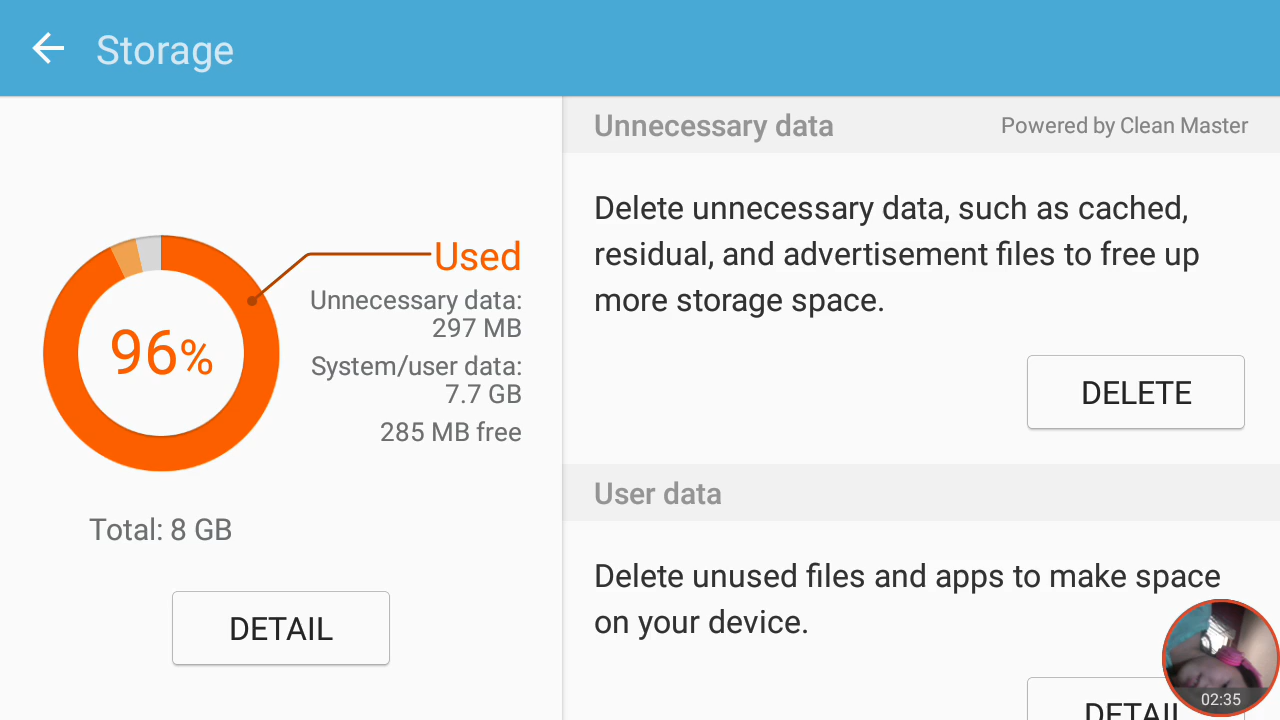 Storage
96%
Used
Unnecessary data:
297 MB
System/user data:
7.7 GB
285 MB free
Total: 8 GB
DETAIL
Unnecessary data
Powered by Clean Master
Delete unnecessary data, such as cached,
residual, and advertisement files to free up
more storage space.
DELETE
User data
Delete unused files and apps to make space
on your device.
DETAIL
02:35